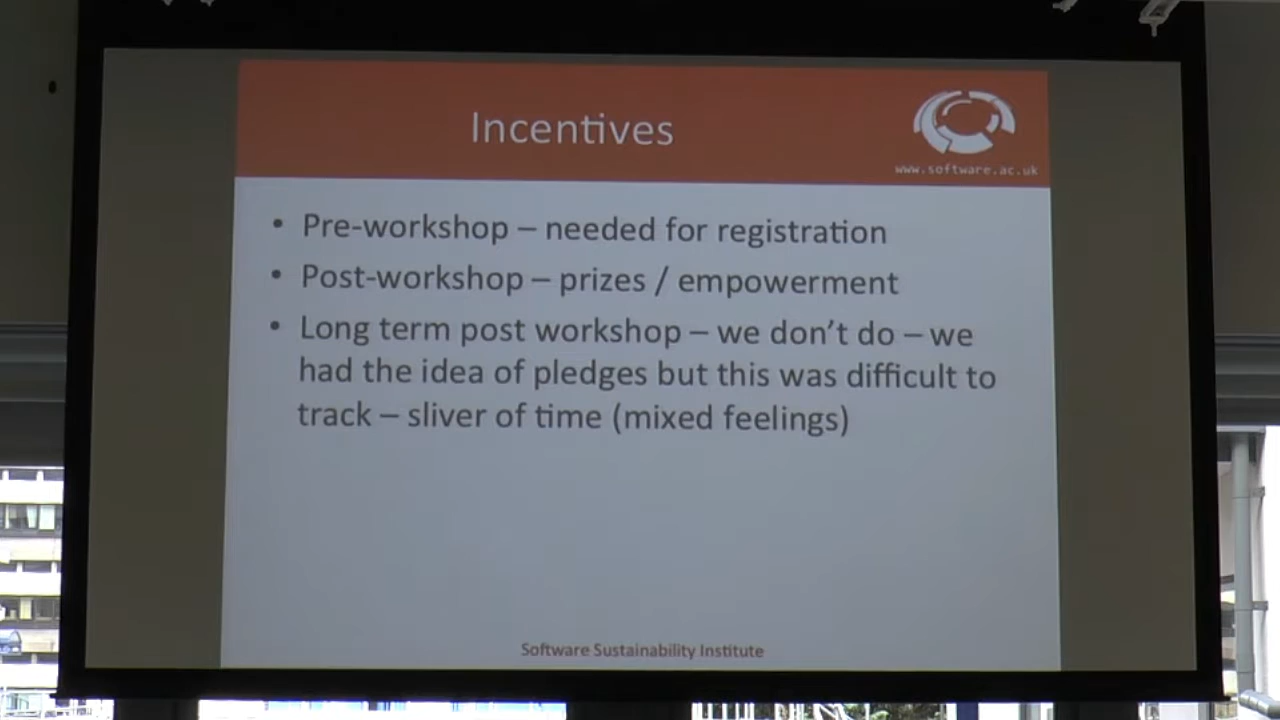 Incentives
www.software.ac.uk
• Pre-workshop – needed for registration
• Post-workshop – prizes / empowerment
• Long term post workshop – we don't do – we
had the idea of pledges but this was difficult to
track – sliver of time (mixed feelings)
Software Sustainability Institute